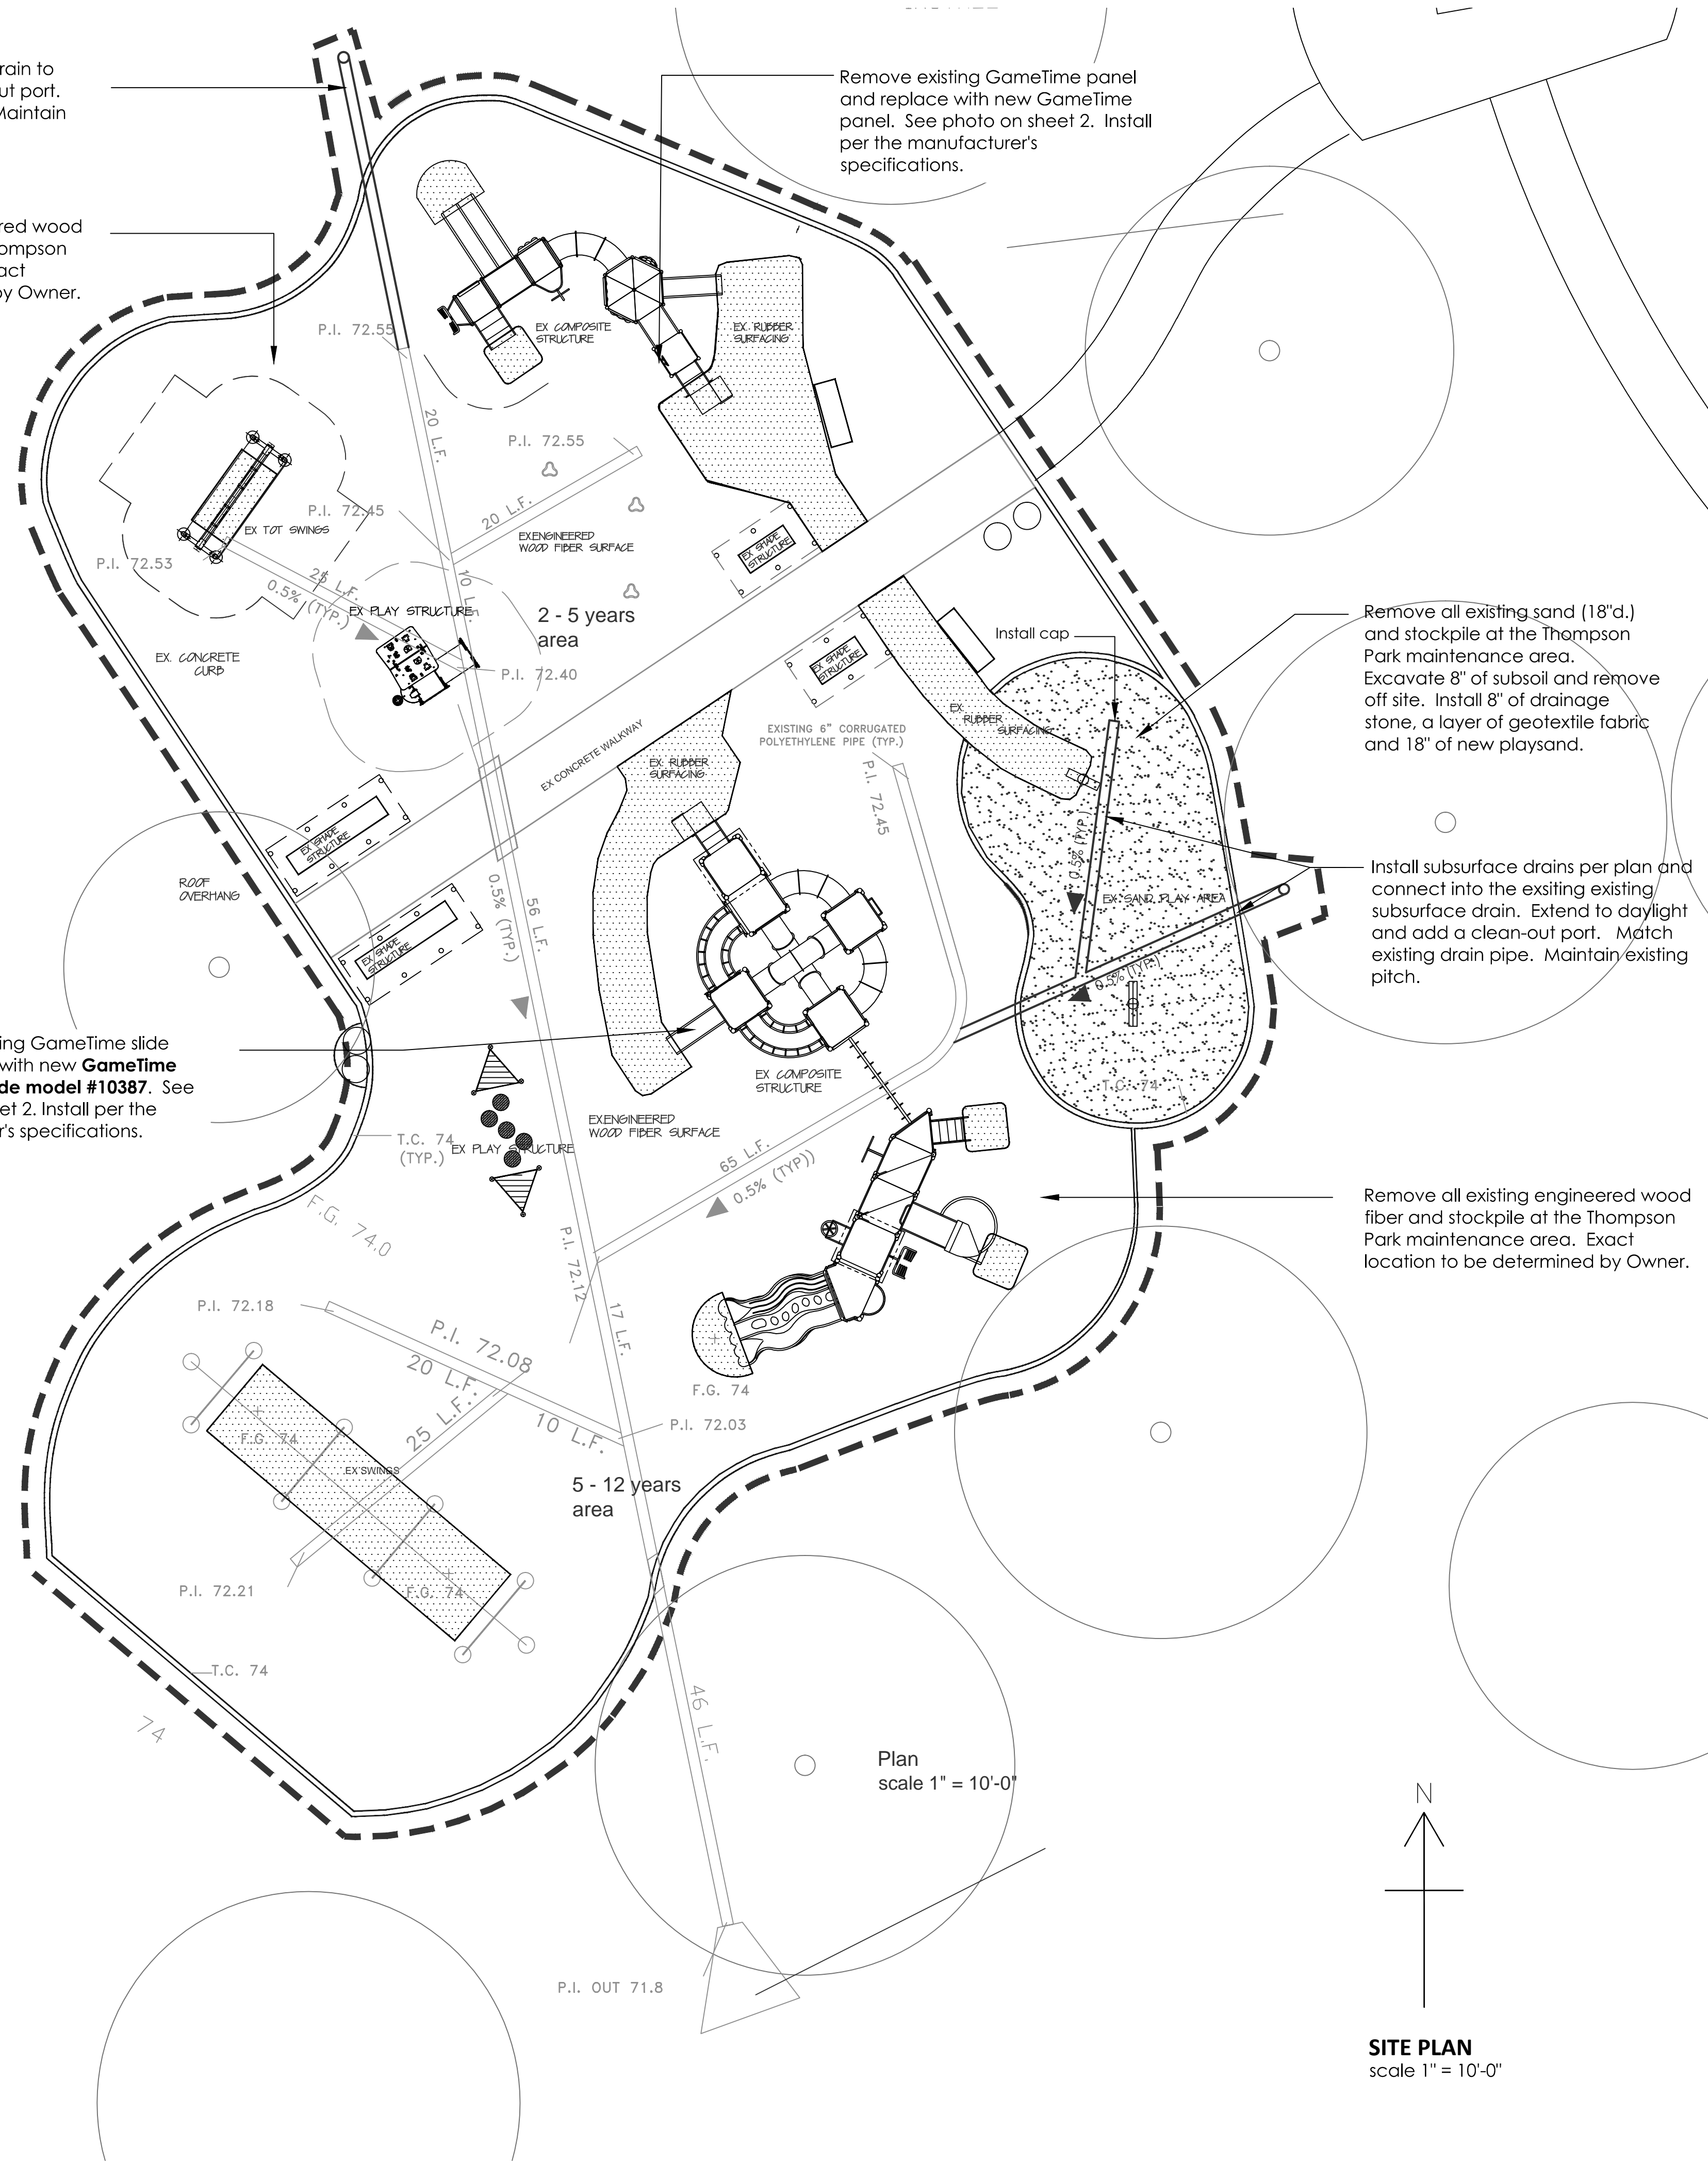 rain to
ut port.
Maintain
Remove existing GameTime panel
and replace with new GameTime
panel. See photo on sheet 2. Install
per the manufacturer's
specifications.
red wood
ompson
act
by Owner.
P.I. 72.55
EX COMPOSITE
STRUCTURE
EX RUBBER
SURFACING
20 L.F.
P.I. 72.55
P.I. 72.45
20 L.F.
EX TOT SWINGS
EX.ENGINEERED
WOOD FIBER SURFACE
EX SHADE
STRUCTURE
P.I. 72.53
25 L.F.
0.5% (TYP.)
10 L.F.
EX PLAY STRUCTURE
2 - 5 years
area
EX. CONCRETE
CURB
P.I. 72.40
EX SHADE
STRUCTURE
Install cap
Remove all existing sand (18"d.)
and stockpile at the Thompson
Park maintenance area.
Excavate 8" of subsoil and remove
off site. Install 8" of drainage
stone, a layer of geotextile fabric
and 18" of new playsand.
EX
RUBBER
SURFACING
EXISTING 6" CORRUGATED
POLYETHYLENE PIPE (TYP.)
EX CONCRETE WALKWAY
EX RUBBER
SURFACING
P.I. 72.45
EX SHADE
STRUCTURE
0.5% (TYP.)
ROOF
OVERHANG
0.5% (TYP.)
56 L.F.
EX SAND PLAY AREA
Install subsurface drains per plan and
connect into the exsiting existing
subsurface drain. Extend to daylight
and add a clean-out port. Match
existing drain pipe. Maintain existing
pitch.
EX SHADE
STRUCTURE
0.5% (TYP.)
ing GameTime slide
with new GameTime
de model #10387. See
et 2. Install per the
r's specifications.
EX COMPOSITE
STRUCTURE
T.C. 74
EX.ENGINEERED
WOOD FIBER SURFACE
T.C. 74
(TYP.)
EX PLAY STRUCTURE
65 L.F.
0.5% (TYP))
F.G. 74.0
Remove all existing engineered wood
fiber and stockpile at the Thompson
Park maintenance area. Exact
location to be determined by Owner.
P.I. 72.12
P.I. 72.18
17 L.F.
P.I. 72.08
20 L.F.
F.G. 74
25 L.F.
10 L.F.
P.I. 72.03
F.G. 74
EX SWINGS
5 - 12 years
area
P.I. 72.21
F.G. 74
T.C. 74
74
46 L.F.
Plan
scale 1" = 10'-0"
N
P.I. OUT 71.8
SITE PLAN
scale 1" = 10'-0"